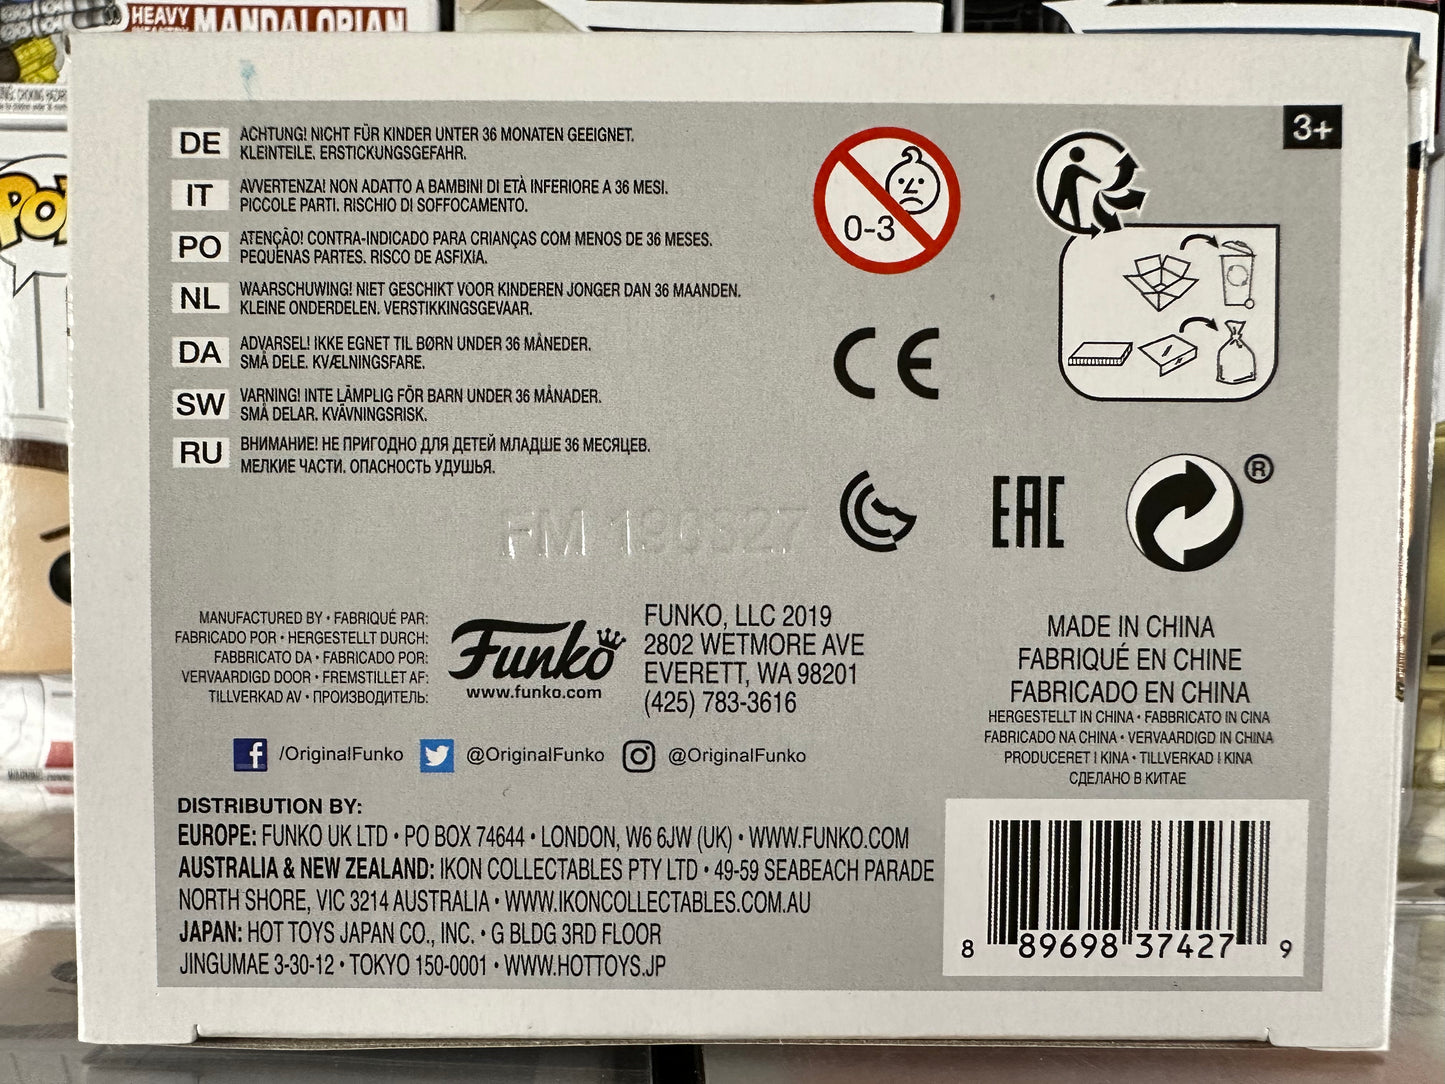 HEAVY
MANDALORIAN
PO
3+
DE ACHTUNG! NICHT FÜR KINDER UNTER 36 MONATEN GEEIGNET.
KLEINTEILE. ERSTICKUNGSGEFAHR.
IT AVVERTENZA! NON ADATTO A BAMBINI DI ETÀ INFERIORE A 36 MESI.
PICCOLE PARTI. RISCHIO DI SOFFOCAMENTO.
PO ATENÇÃO! CONTRA-INDICADO PARA CRIANÇAS COM MENOS DE 36 MESES.
PEQUENAS PARTES. RISCO DE ASFIXIA.
NL WAARSCHUWING! NIET GESCHIKT VOOR KINDEREN JONGER DAN 36 MAANDEN.
KLEINE ONDERDELEN. VERSTIKKINGSGEVAAR.
DA ADVARSEL! IKKE EGNET TIL BØRN UNDER 36 MÅNEDER.
SMÅ DELE. KVÆLNINGSFARE.
SW VARNING! INTE LÄMPLIG FÖR BARN UNDER 36 MÅNADER.
SMÅ DELAR. KVÄVNINGSRISK.
RU ВНИМАНИЕ! НЕ ПРИГОДНО ДЛЯ ДЕТЕЙ МЛАДШЕ 36 МЕСЯЦЕВ.
МЕЛКИЕ ЧАСТИ. ОПАСНОСТЬ УДУШЬЯ.
0-3
CE
EAC
®
FM 190327
MANUFACTURED BY • FABRIQUÉ PAR:
FABRICADO POR • HERGESTELLT DURCH:
FABBRICATO DA • FABRICADO POR:
VERVAARDIGD DOOR • FREMSTILLET AF:
TILLVERKAD AV • ПРОИЗВОДИТЕЛЬ:
Funko
www.funko.com
FUNKO, LLC 2019
2802 WETMORE AVE
EVERETT, WA 98201
(425) 783-3616
MADE IN CHINA
FABRIQUÉ EN CHINE
FABRICADO EN CHINA
HERGESTELLT IN CHINA • FABBRICATO IN CINA
FABRICADO NA CHINA • VERVAARDIGD IN CHINA
PRODUCERET I KINA • TILLVERKAD I KINA
СДЕЛАНО В КИТАЕ
/OriginalFunko @OriginalFunko @OriginalFunko
DISTRIBUTION BY:
EUROPE: FUNKO UK LTD • PO BOX 74644 • LONDON, W6 6JW (UK) • WWW.FUNKO.COM
AUSTRALIA & NEW ZEALAND: IKON COLLECTABLES PTY LTD • 49-59 SEABEACH PARADE
NORTH SHORE, VIC 3214 AUSTRALIA • WWW.IKONCOLLECTABLES.COM.AU
JAPAN: HOT TOYS JAPAN CO., INC. • G BLDG 3RD FLOOR
JINGUMAE 3-30-12 • TOKYO 150-0001 • WWW.HOTTOYS.JP
8 89698 37427 9